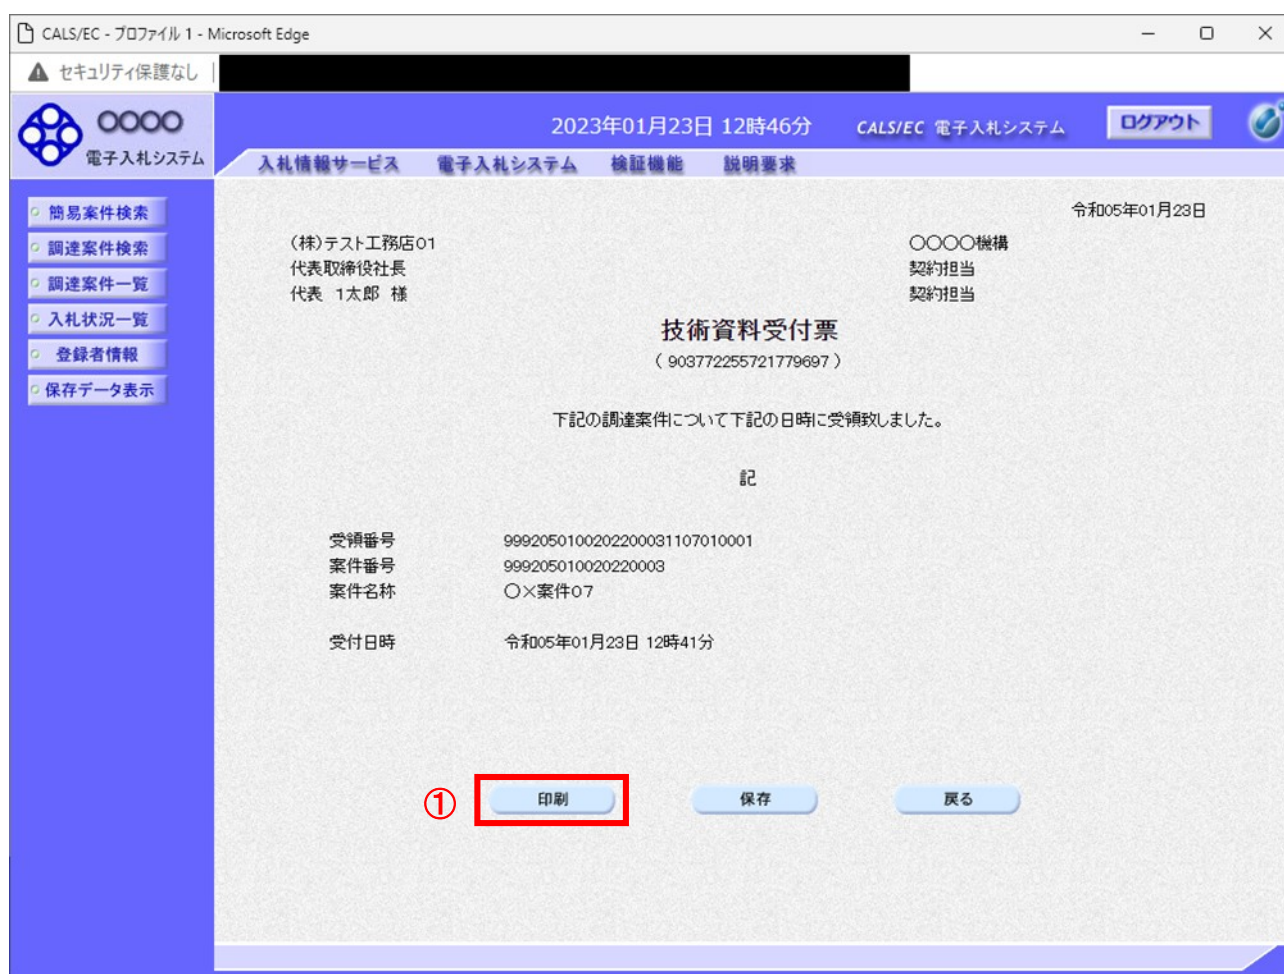 CALS/EC - プロファイル 1 - Microsoft Edge
セキュリティ保護なし
〇〇〇〇
電子入札システム
2023年01月23日 12時46分
CALS/EC 電子入札システム
ログアウト
入札情報サービス 電子入札システム 検証機能 説明要求
簡易案件検索
調達案件検索
調達案件一覧
入札状況一覧
登録者情報
保存データ表示
令和05年01月23日
(株)テスト工務店01
代表取締役社長
代表 1太郎 様
〇〇〇〇機構
契約担当
契約担当
技術資料受付票
( 903772255721779697 )
下記の調達案件について下記の日時に受領致しました。
記
受領番号 9992050100202200031107010001
案件番号 999205010020220003
案件名称 〇×案件07
受付日時 令和05年01月23日 12時41分
① 印刷 保存 戻る